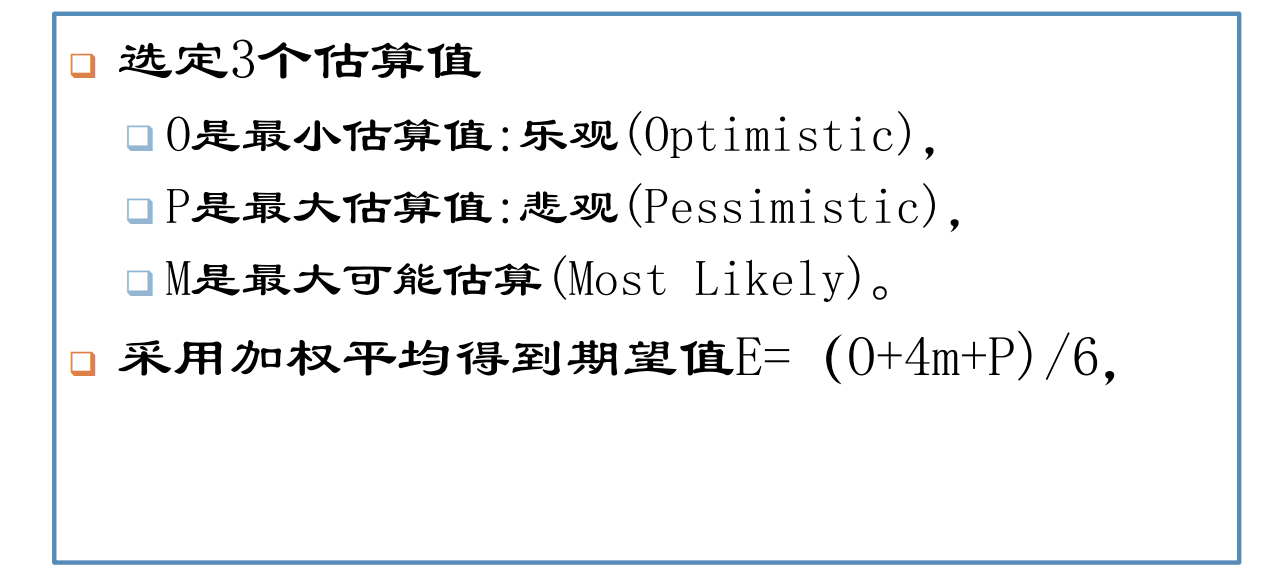 选定3个估算值
O是最小估算值:乐观(Optimistic),
P是最大估算值:悲观(Pessimistic),
M是最大可能估算(Most Likely)。
采用加权平均得到期望值E= (O+4m+P)/6,